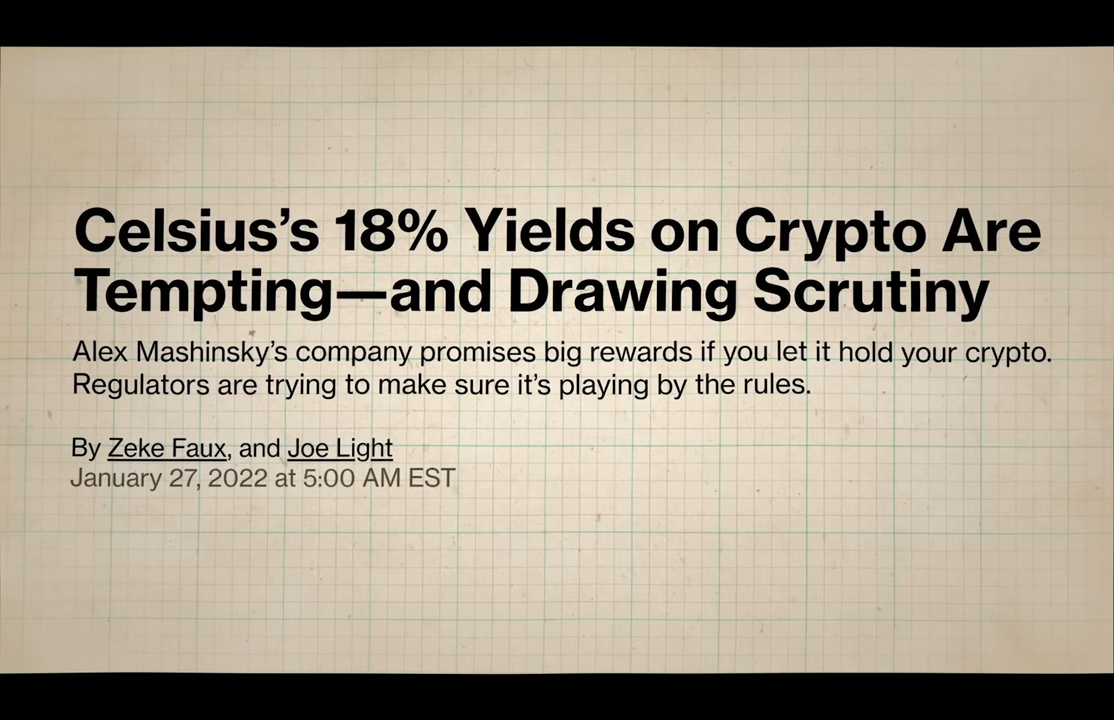 Celsius’s 18% Yields on Crypto Are
Tempting—and Drawing Scrutiny
Alex Mashinsky’s company promises big rewards if you let it hold your crypto.
Regulators are trying to make sure it’s playing by the rules.
By Zeke Faux, and Joe Light
January 27, 2022 at 5:00 AM EST